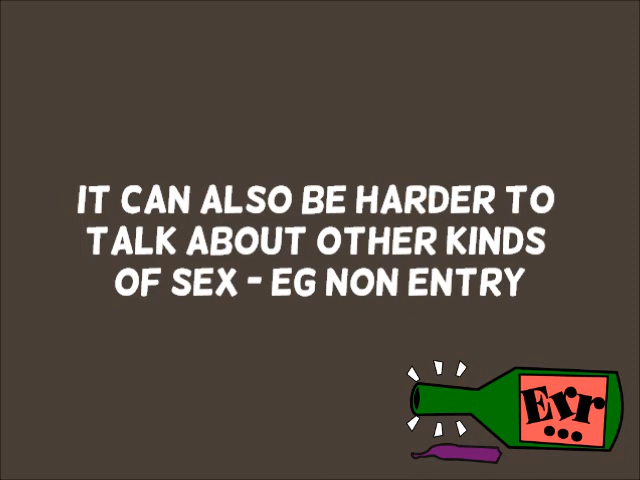 IT CAN ALSO BE HARDER TO
TALK ABOUT OTHER KINDS
OF SEX - EG NON ENTRY
Err
...